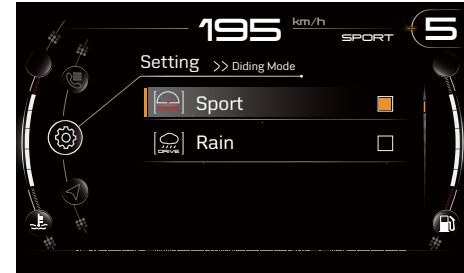 195 km/h
SPORT 5
Setting >> Diding Mode
Sport
DRIVE Rain